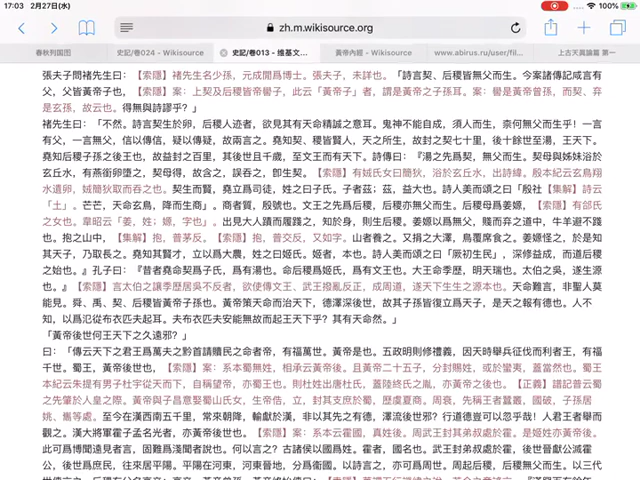 17:03 2月27日(水)
zh.m.wikisource.org
春秋列国图
史記/卷024 - Wikisource
史記/卷013 - 维基文...
黃帝內經 - Wikisource
www.abirus.ru/user/fil...
上古天真論篇 第一
張夫子問褚先生曰：【索隱】褚先生名少孫，元成間爲博士。張夫子，未詳也。「詩言契、后稷皆無父而生。今案諸傳記咸言有
父，父皆黃帝子也，【索隱】案：上契及后稷皆帝嚳子，此云「黃帝子」者，謂是黃帝之子孫耳。案：嚳是黃帝曾孫，而契、弃
是玄孫，故云也。得無與詩謬乎？」
褚先生曰：「不然。詩言契生於卵，后稷人迹者，欲見其有天命精誠之意耳。鬼神不能自成，須人而生，柰何無父而生乎！一言
有父，一言無父，信以傳信，疑以傳疑，故兩言之。堯知契、稷皆賢人，天之所生，故封之契七十里，後十餘世至湯，王天下。
堯知后稷子孫之後王也，故益封之百里，其後世且千歲，至文王而有天下。詩傳曰：『湯之先爲契，無父而生。契母與姊妹浴於
玄丘水，有燕銜卵墮之，契母得，故含之，誤吞之，卽生契。【索隱】有娀氏女曰簡狄，浴於玄丘水，出詩緯。殷本紀云玄鳥翔
水遺卵，娀簡狄取而吞之也。契生而賢，堯立爲司徒，姓之曰子氏。子者茲；茲，益大也。詩人美而頌之曰「殷社【集解】詩云
「土」。芒芒，天命玄鳥，降而生商」。商者質，殷號也。文王之先爲后稷，后稷亦無父而生。后稷母爲姜嫄，【索隱】有邰氏
之女也。韋昭云「姜，姓；嫄，字也」。出見大人蹟而履踐之，知於身，則生后稷。姜嫄以爲無父，賤而弃之道中，牛羊避不踐
也。抱之山中，【集解】抱，普茅反。【索隱】抱，普交反，又如字。山者養之。又捐之大澤，鳥覆席食之。姜嫄怪之，於是知
其天子，乃取長之。堯知其賢才，立以爲大農，姓之曰姬氏。姬者，本也。詩人美而頌之曰「厥初生民」，深修益成，而道后稷
之始也。』孔子曰：『昔者堯命契爲子氏，爲有湯也。命后稷爲姬氏，爲有文王也。大王命季歷，明天瑞也。太伯之吳，遂生源
也。』【索隱】言太伯之讓季歷居吳不反者，欲使傳文王、武王撥亂反正，成周道，遂天下生生之源本也。天命難言，非聖人莫
能見。舜、禹、契、后稷皆黃帝子孫也。黃帝策天命而治天下，德澤深後世，故其子孫皆復立爲天子，是天之報有德也。人不
知，以爲氾從布衣匹夫起耳。夫布衣匹夫安能無故而起王天下乎？其有天命然。」
「黃帝後世何王天下之久遠邪？」
曰：「傳云天下之君王爲萬夫之黔首請贖民之命者帝，有福萬世。黃帝是也。五政明則修禮義，因天時舉兵征伐而利者王，有福
千世。蜀王，黃帝後世也，【索隱】案：系本蜀無姓，相承云黃帝後。且黃帝二十五子，分封賜姓，或於蠻夷，蓋當然也。蜀王
本紀云朱提有男子杜宇從天而下，自稱望帝，亦蜀王也。則杜姓出唐杜氏，蓋陸終氏之胤，亦黃帝之後也。【正義】譜記普云蜀
之先肇於人皇之際。黃帝與子昌意娶蜀山氏女，生帝俈，立，封其支庶於蜀，歷虞夏商。周衰，先稱王者蠶叢，國破，子孫居
姚、嶲等處。至今在漢西南五千里，常來朝降，輸獻於漢，非以其先之有德，澤流後世邪？行道德豈可以忽乎哉！人君王者舉而
觀之。漢大將軍霍子孟名光者，亦黃帝後世也。【索隱】案：系本云霍國，真姓後。周武王封其弟叔處於霍。是姬姓亦黃帝後。
此可爲博聞遠見者言，固難爲淺聞者說也。何以言之？古諸侯以國爲姓。霍者，國名也。武王封弟叔處於霍，後世晉獻公滅霍
公，後世爲庶民，往來居平陽。平陽在河東，河東晉地，分爲衞國。以詩言之，亦可爲周世。周起后稷，后稷無父而生。以三代